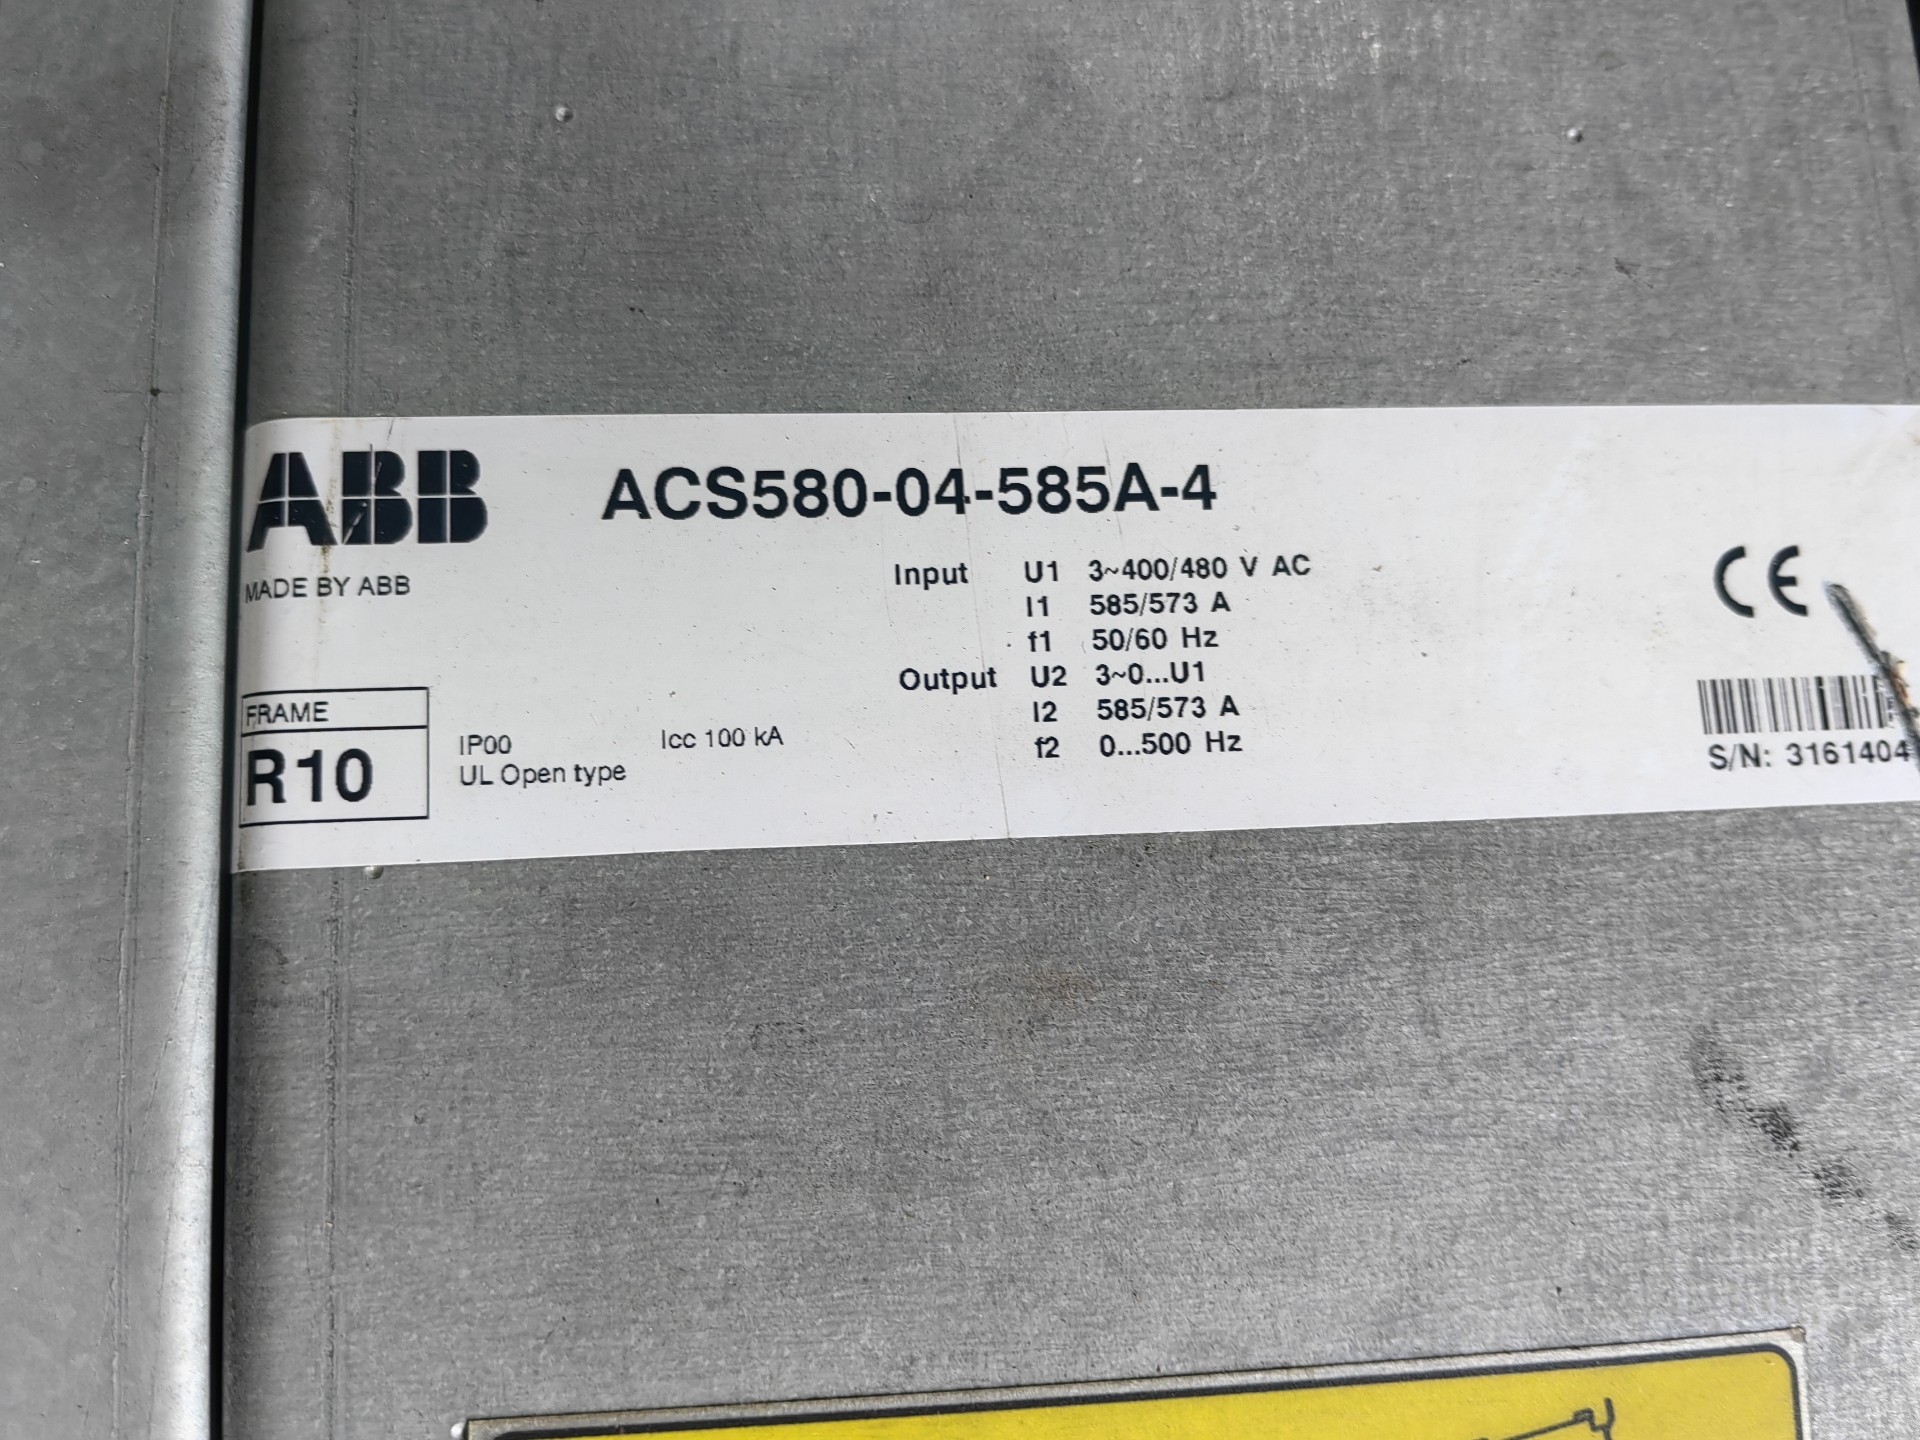 ABB ACS580-04-585A-4
MADE BY ABB
Input U1 3~400/480 V AC
I1 585/573 A
f1 50/60 Hz
Output U2 3~0...U1
I2 585/573 A
f2 0...500 Hz
FRAME
R10
IP00
UL Open type
Icc 100 kA
CE
S/N: 3161404